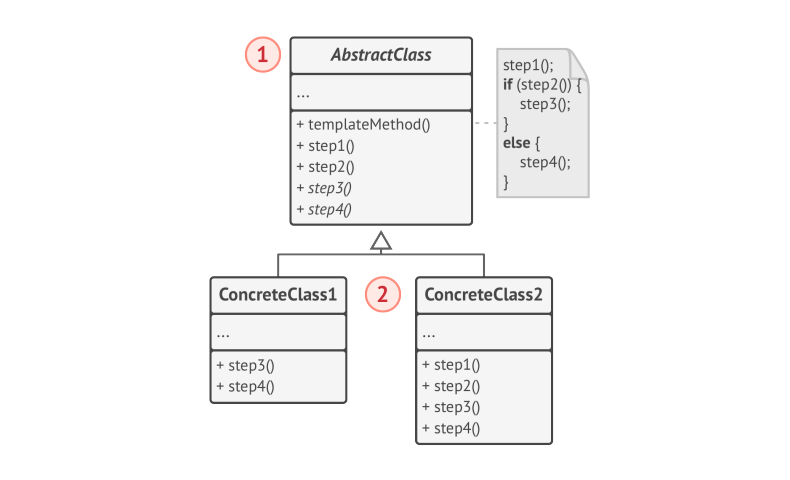 1
AbstractClass
...
+ templateMethod()
+ step1()
+ step2()
+ step3()
+ step4()
step1();
if (step2()) {
step3();
}
else {
step4();
}
ConcreteClass1
...
+ step3()
+ step4()
2
ConcreteClass2
...
+ step1()
+ step2()
+ step3()
+ step4()